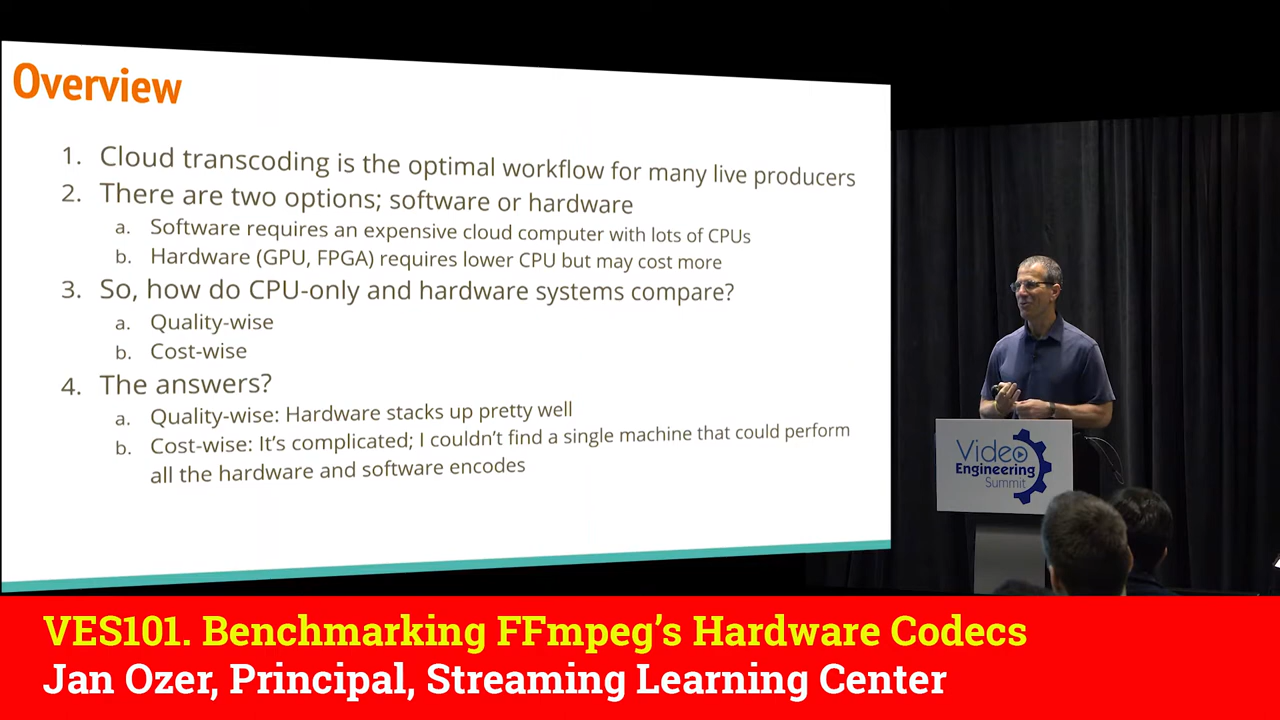 Overview
1. Cloud transcoding is the optimal workflow for many live producers
2. There are two options; software or hardware
a. Software requires an expensive cloud computer with lots of CPUs
b. Hardware (GPU, FPGA) requires lower CPU but may cost more
3. So, how do CPU-only and hardware systems compare?
a. Quality-wise
b. Cost-wise
4. The answers?
a. Quality-wise: Hardware stacks up pretty well
b. Cost-wise: It's complicated; I couldn't find a single machine that could perform
all the hardware and software encodes
Video
Engineering
Summit
VES101. Benchmarking FFmpeg's Hardware Codecs
Jan Ozer, Principal, Streaming Learning Center